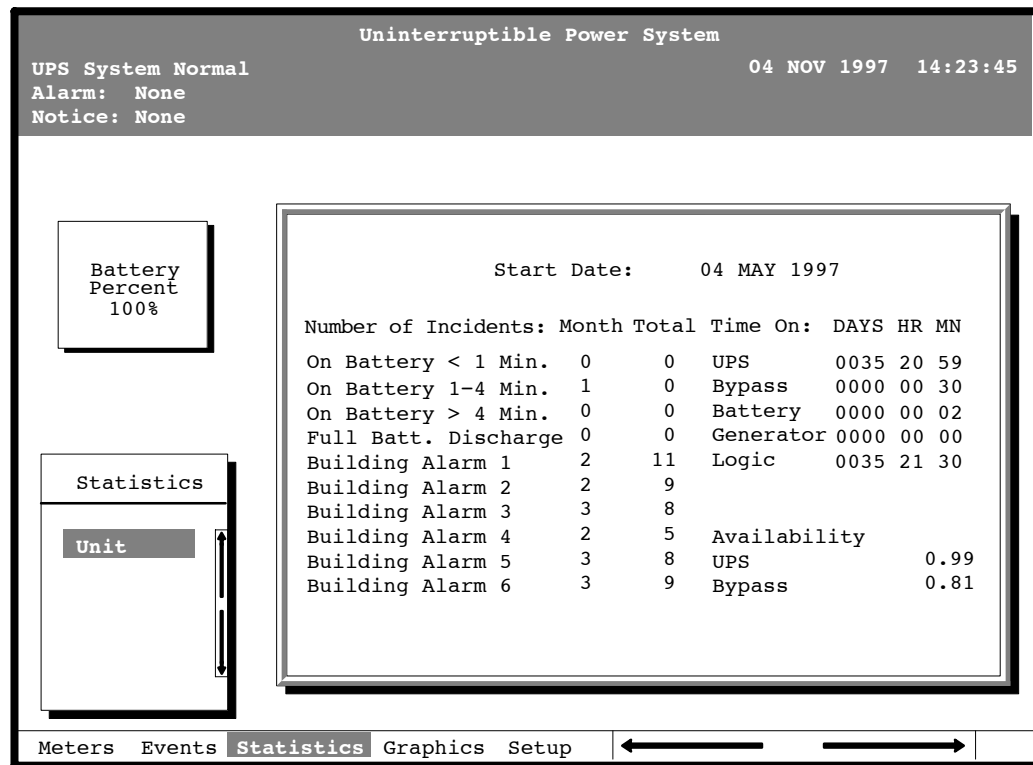 Uninterruptible Power System
UPS System Normal 04 NOV 1997 14:23:45
Alarm: None
Notice: None
Battery
Percent
100%
Start Date: 04 MAY 1997
Number of Incidents: Month Total Time On: DAYS HR MN
On Battery < 1 Min. 0 0 UPS 0035 20 59
On Battery 1–4 Min. 1 0 Bypass 0000 00 30
On Battery > 4 Min. 0 0 Battery 0000 00 02
Full Batt. Discharge 0 0 Generator 0000 00 00
Building Alarm 1 2 11 Logic 0035 21 30
Building Alarm 2 2 9
Building Alarm 3 3 8
Building Alarm 4 2 5 Availability
Building Alarm 5 3 8 UPS 0.99
Building Alarm 6 3 9 Bypass 0.81
Statistics
Unit
Meters Events Statistics Graphics Setup